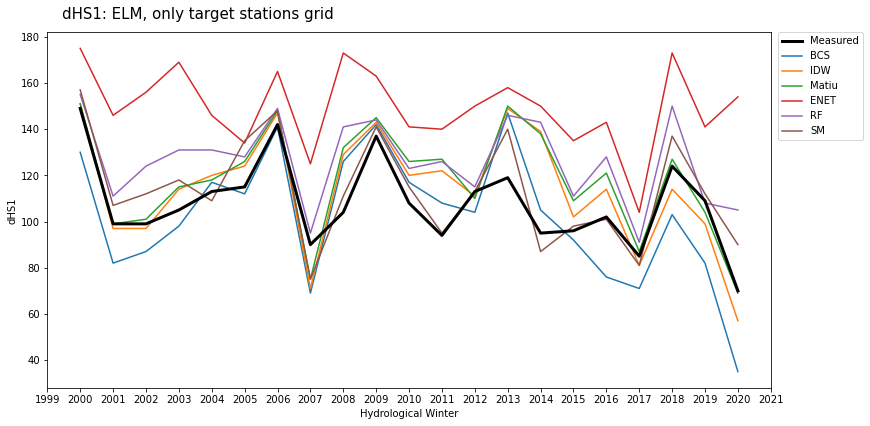 dHS1: ELM, only target stations grid
180
160
140
120
100
80
60
40
dHS1
1999 2000 2001 2002 2003 2004 2005 2006 2007 2008 2009 2010 2011 2012 2013 2014 2015 2016 2017 2018 2019 2020 2021
Hydrological Winter
Measured
BCS
IDW
Matiu
ENET
RF
SM